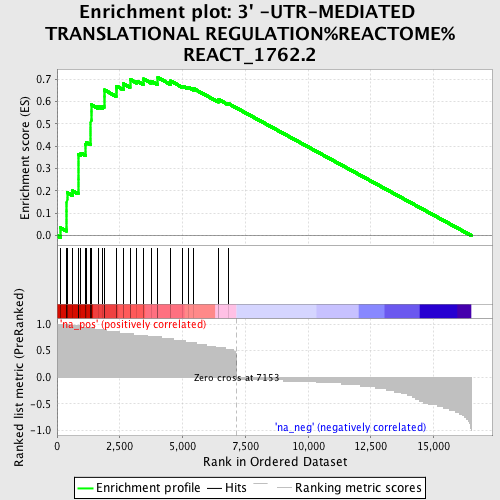 Enrichment plot: 3' -UTR-MEDIATED
TRANSLATIONAL REGULATION%REACTOME%
REACT_1762.2
Enrichment score (ES)
0.7
0.6
0.5
0.4
0.3
0.2
0.1
0.0
Ranked list metric (PreRanked)
1.0
0.5
0.0
-0.5
-1.0
'na_pos' (positively correlated)
Zero cross at 7153
'na_neg' (negatively correlated)
0
2,500
5,000
7,500
10,000
12,500
15,000
Rank in Ordered Dataset
Enrichment profile
Hits
Ranking metric scores